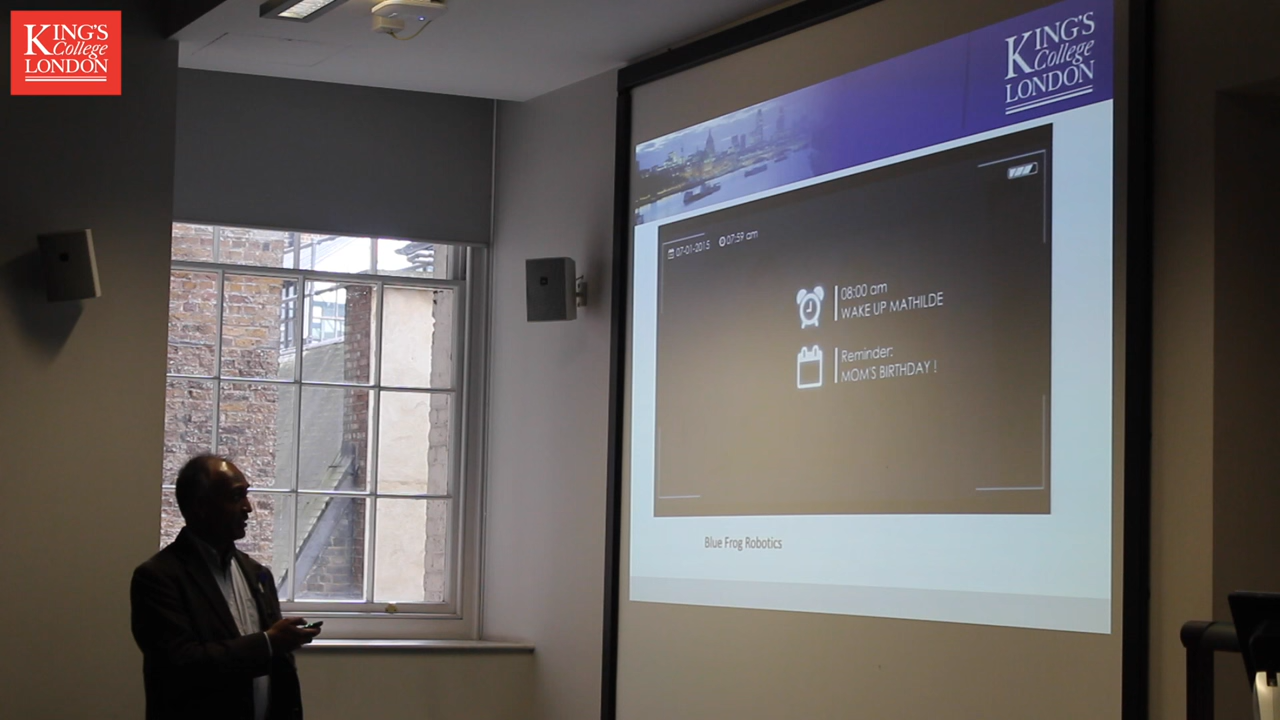 KING'S
College
LONDON
KING'S
College
LONDON
07-01-2015 07:59 am
08:00 am
WAKE UP MATHILDE
Reminder:
MOM'S BIRTHDAY !
Blue Frog Robotics